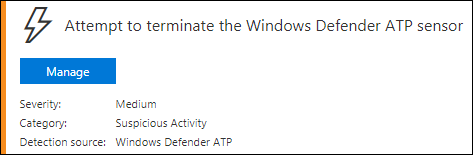 Attempt to terminate the Windows Defender ATP sensor
Manage
Severity: Medium
Category: Suspicious Activity
Detection source: Windows Defender ATP